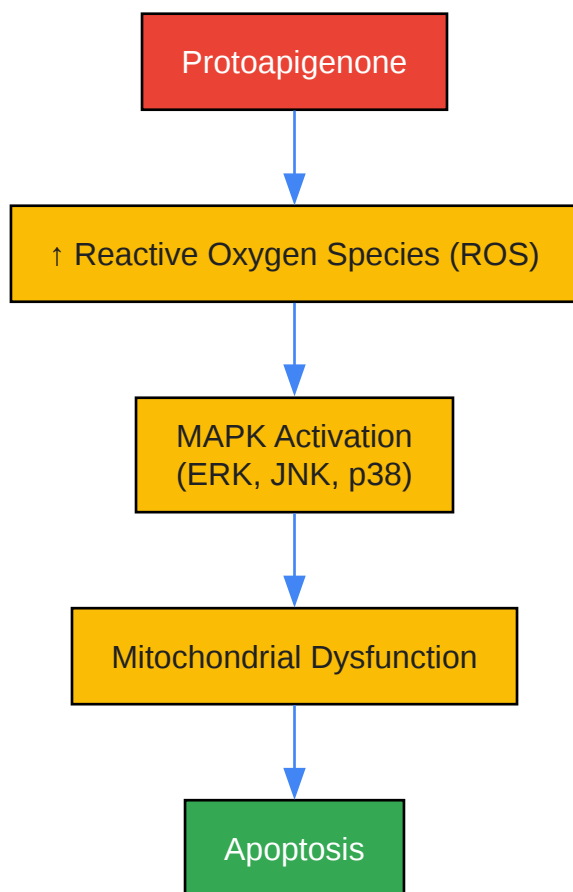 Protoapigenone
↑ Reactive Oxygen Species (ROS)
MAPK Activation
(ERK, JNK, p38)
Mitochondrial Dysfunction
Apoptosis